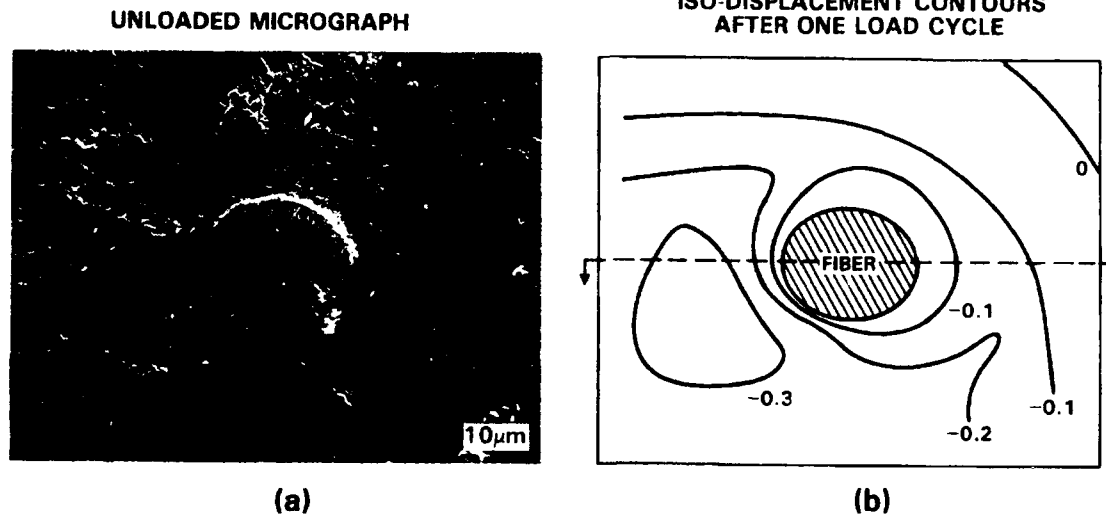 UNLOADED MICROGRAPH
ISO-DISPLACEMENT CONTOURS
AFTER ONE LOAD CYCLE
10μm
0
FIBER
−0.1
−0.3
−0.1
−0.2
(a)
(b)